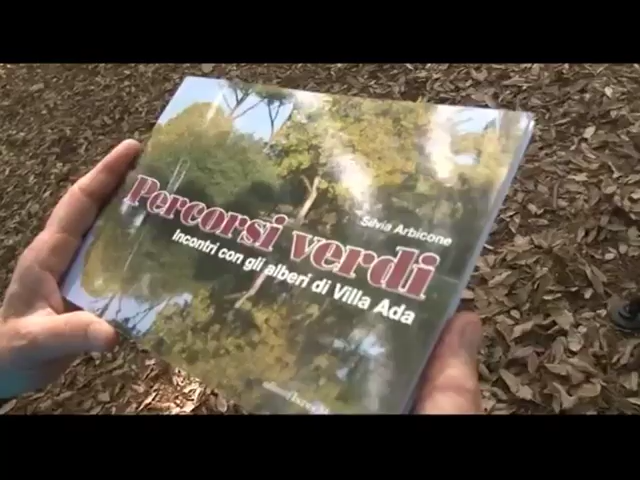 Silvia Arbicone
Percorsi verdi
Incontri con gli alberi di Villa Ada